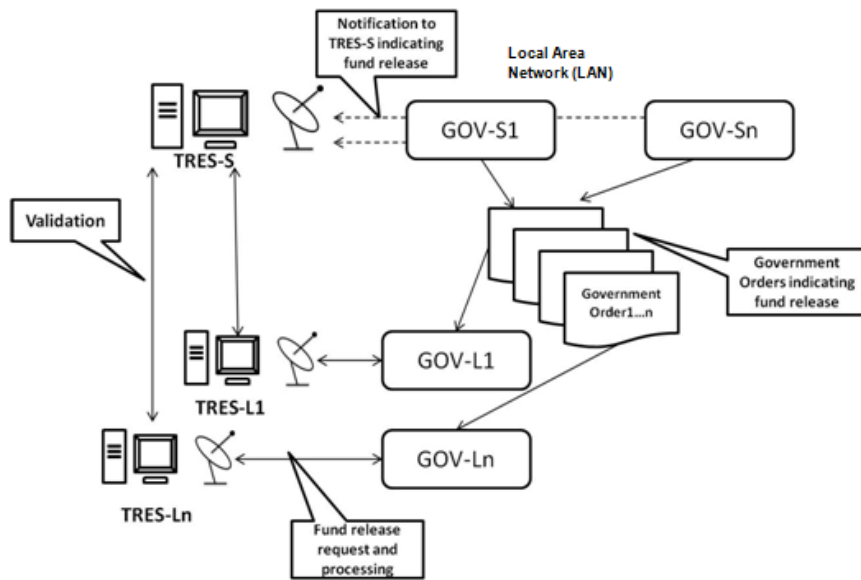 Notification to
TRES-S indicating
fund release
Local Area
Network (LAN)
GOV-S1
GOV-Sn
TRES-S
Validation
Government
Orders indicating
fund release
Government
Order1...n
GOV-L1
TRES-L1
GOV-Ln
TRES-Ln
Fund release
request and
processing